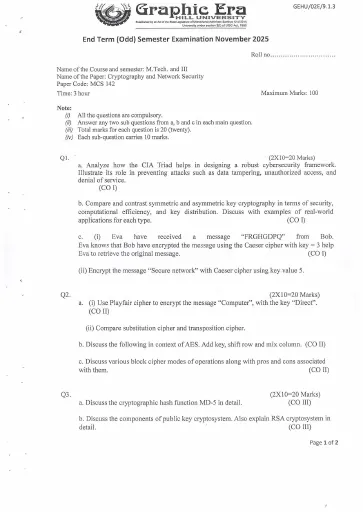 Graphic Era
HILL UNIVERSITY
GEHU/02E/9.1.3
End Term (Odd) Semester Examination November 2025
Roll no..............................
Name of the Course and semester: M.Tech. and III
Name of the Paper: Cryptography and Network Security
Paper Code: MCS 142
Time: 3 hour Maximum Marks: 100
Note:
(i) All the questions are compulsory.
(ii) Answer any two sub questions from a, b and c in each main question.
(iii) Total marks for each question is 20 (twenty).
(iv) Each sub-question carries 10 marks.
Q1. (2X10=20 Marks)
a. Analyze how the CIA Triad helps in designing a robust cybersecurity framework.
Illustrate its role in preventing attacks such as data tampering, unauthorized access, and
denial of service.
(CO I)
b. Compare and contrast symmetric and asymmetric key cryptography in terms of security,
computational efficiency, and key distribution. Discuss with examples of real-world
applications for each type. (CO I)
c. (i) Eva have received a message "FRGHGDPQ" from Bob.
Eva knows that Bob have encrypted the message using the Caeser cipher with key = 3 help
Eva to retrieve the original message. (CO I)
(ii) Encrypt the message "Secure network" with Caeser cipher using key value 5.
Q2. (2X10=20 Marks)
a. (i) Use Playfair cipher to encrypt the message "Computer", with the key "Direct".
(CO II)
(ii) Compare substitution cipher and transposition cipher.
b. Discuss the following in context of AES. Add key, shift row and mix column. (CO II)
c. Discuss various block cipher modes of operations along with pros and cons associated
with them. (CO II)
Q3. (2X10=20 Marks)
a. Discuss the cryptographic hash function MD-5 in detail. (CO III)
b. Discuss the components of public key cryptosystem. Also explain RSA cryptosystem in
detail. (CO III)
Page 1 of 2